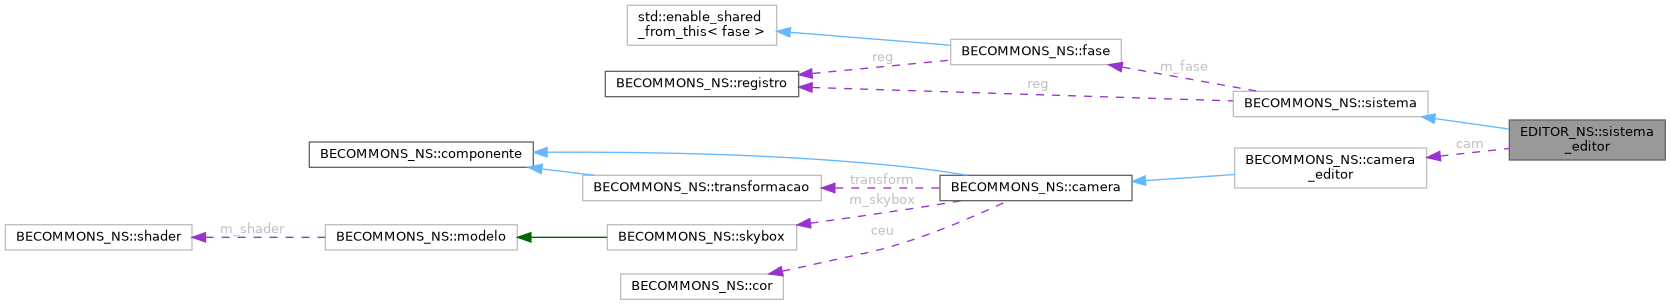 std::enable_shared
_from_this< fase >
BECOMMONS_NS::fase
reg
m_fase
BECOMMONS_NS::registro
reg
BECOMMONS_NS::sistema
EDITOR_NS::sistema
_editor
cam
BECOMMONS_NS::componente
BECOMMONS_NS::camera
_editor
transform
BECOMMONS_NS::transformacao
BECOMMONS_NS::camera
m_skybox
m_shader
ceu
BECOMMONS_NS::shader
BECOMMONS_NS::modelo
BECOMMONS_NS::skybox
BECOMMONS_NS::cor